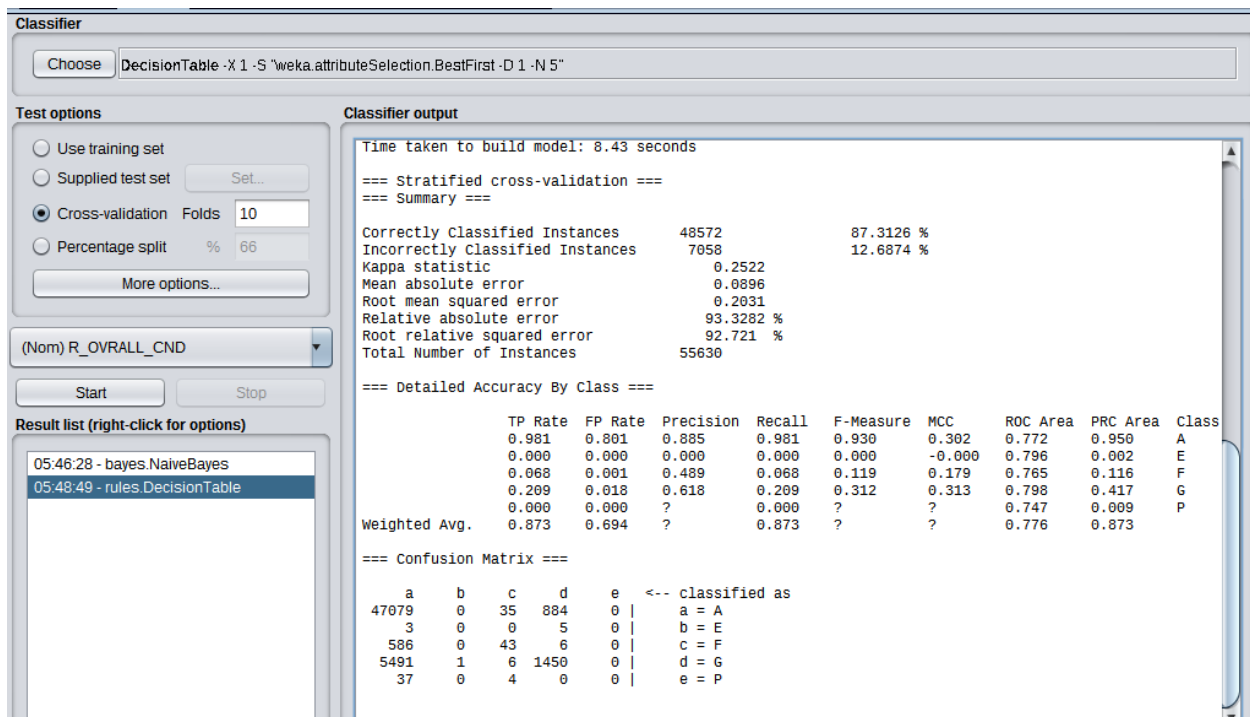 Classifier
Choose DecisionTable -X 1 -S "weka.attributeSelection.BestFirst -D 1 -N 5"
Test options
Use training set
Supplied test set Set...
Cross-validation Folds 10
Percentage split % 66
More options...
(Nom) R_OVRALL_CND
Start Stop
Result list (right-click for options)
05:46:28 - bayes.NaiveBayes
05:48:49 - rules.DecisionTable
Classifier output
Time taken to build model: 8.43 seconds
=== Stratified cross-validation ===
=== Summary ===
Correctly Classified Instances 48572 87.3126 %
Incorrectly Classified Instances 7058 12.6874 %
Kappa statistic 0.2522
Mean absolute error 0.0896
Root mean squared error 0.2031
Relative absolute error 93.3282 %
Root relative squared error 92.721 %
Total Number of Instances 55630
=== Detailed Accuracy By Class ===
TP Rate FP Rate Precision Recall F-Measure MCC ROC Area PRC Area Class
0.981 0.801 0.885 0.981 0.930 0.302 0.772 0.950 A
0.000 0.000 0.000 0.000 0.000 -0.000 0.796 0.002 E
0.068 0.001 0.489 0.068 0.119 0.179 0.765 0.116 F
0.209 0.018 0.618 0.209 0.312 0.313 0.798 0.417 G
0.000 0.000 ? 0.000 ? ? 0.747 0.009 P
Weighted Avg. 0.873 0.694 ? 0.873 ? ? 0.776 0.873
=== Confusion Matrix ===
a b c d e <-- classified as
47079 0 35 884 0 | a = A
3 0 0 5 0 | b = E
586 0 43 6 0 | c = F
5491 1 6 1450 0 | d = G
37 0 4 0 0 | e = P